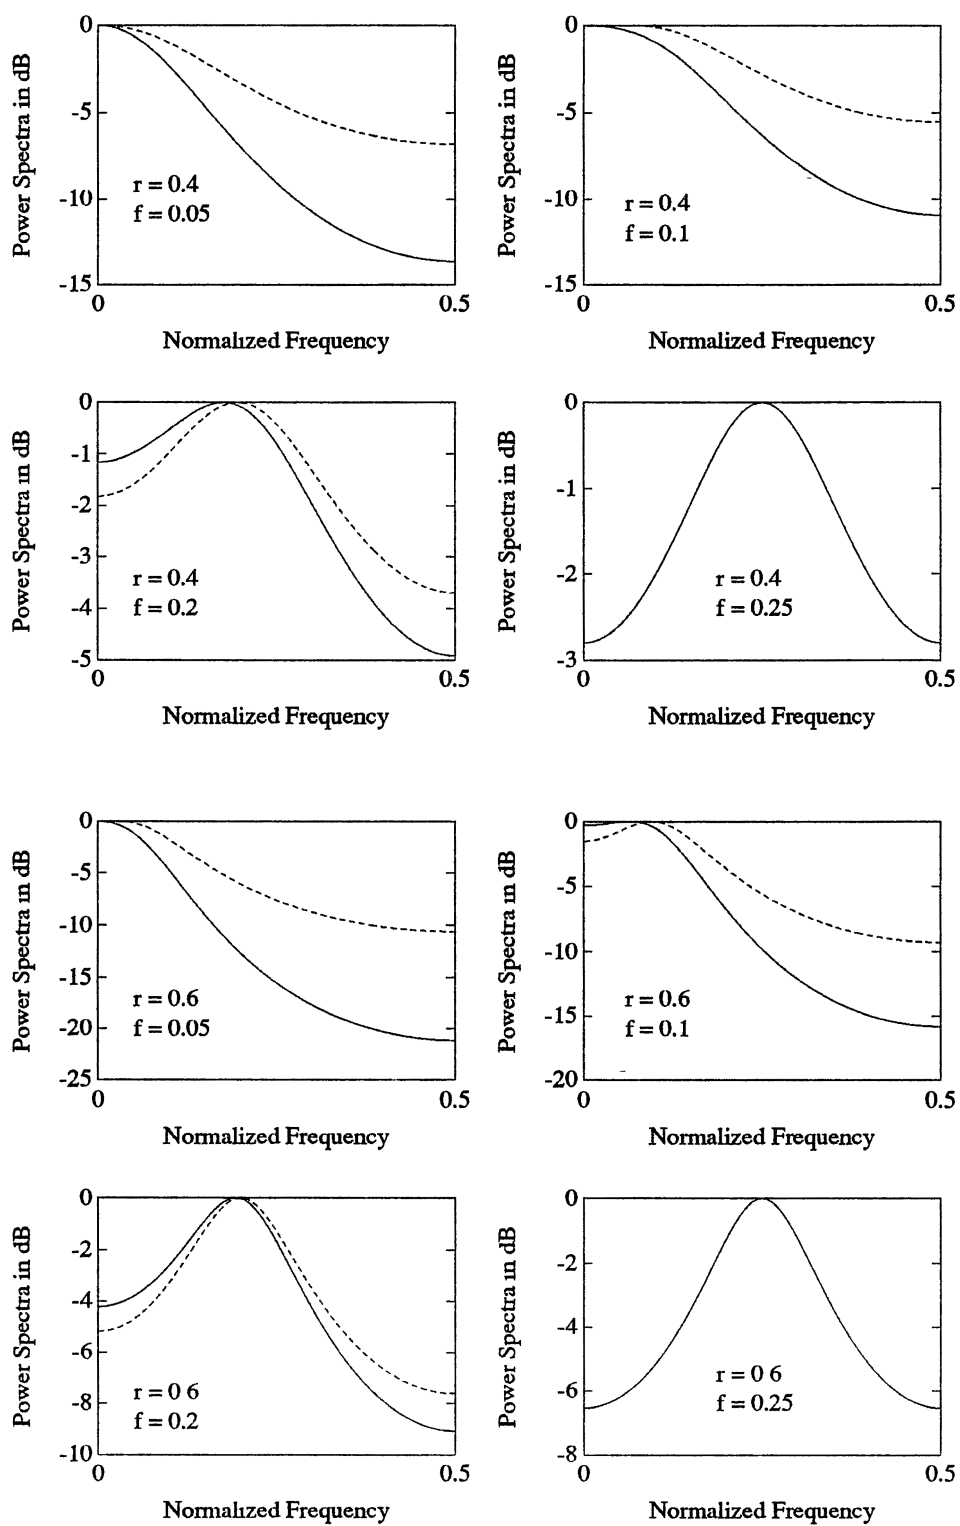 0
-5
-10
-15
Power Spectra in dB
r = 0.4
f = 0.05
0
0.5
Normalized Frequency
0
-5
-10
-15
Power Spectra in dB
r = 0.4
f = 0.1
0
0.5
Normalized Frequency
0
-1
-2
-3
-4
-5
Power Spectra in dB
r = 0.4
f = 0.2
0
0.5
Normalized Frequency
0
-1
-2
-3
Power Spectra in dB
r = 0.4
f = 0.25
0
0.5
Normalized Frequency
0
-5
-10
-15
-20
-25
Power Spectra in dB
r = 0.6
f = 0.05
0
0.5
Normalized Frequency
0
-5
-10
-15
-20
Power Spectra in dB
r = 0.6
f = 0.1
0
0.5
Normalized Frequency
0
-2
-4
-6
-8
-10
Power Spectra in dB
r = 0 6
f = 0.2
0
0.5
Normalized Frequency
0
-2
-4
-6
-8
Power Spectra in dB
r = 0 6
f = 0.25
0
0.5
Normalized Frequency